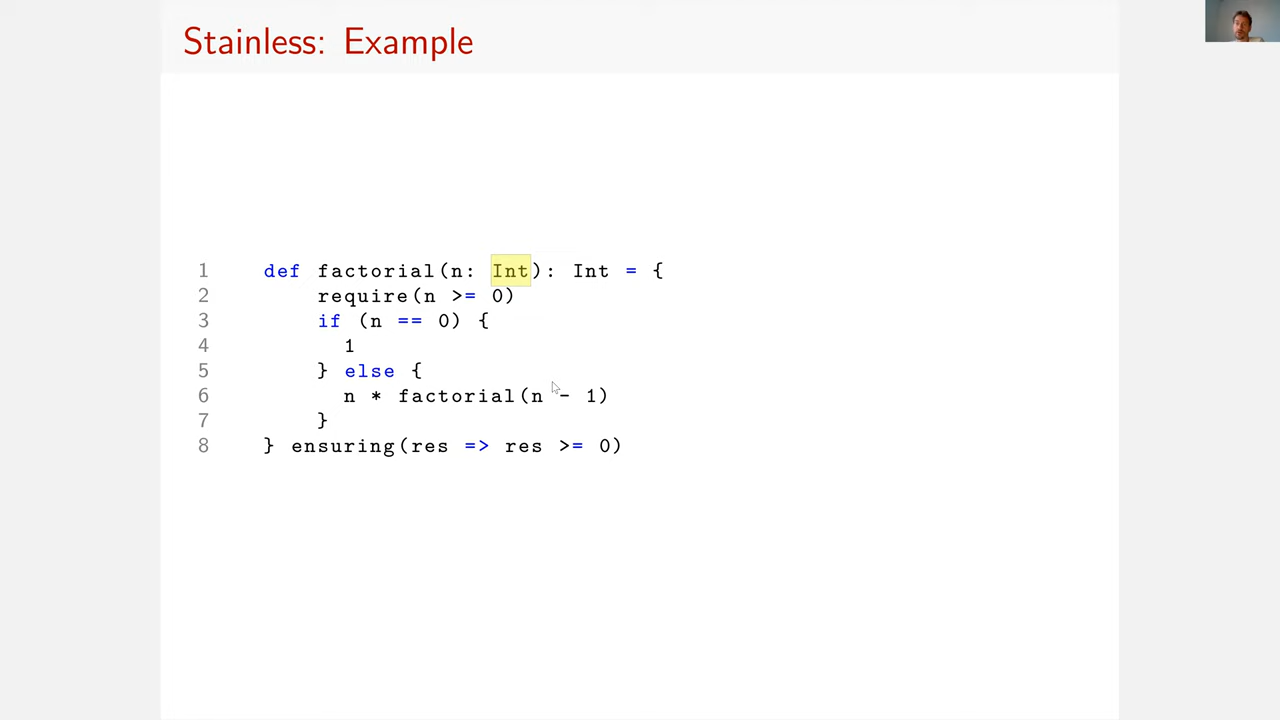 Stainless: Example
1 def factorial(n: Int): Int = {
2 require(n >= 0)
3 if (n == 0) {
4 1
5 } else {
6 n * factorial(n - 1)
7 }
8 } ensuring(res => res >= 0)